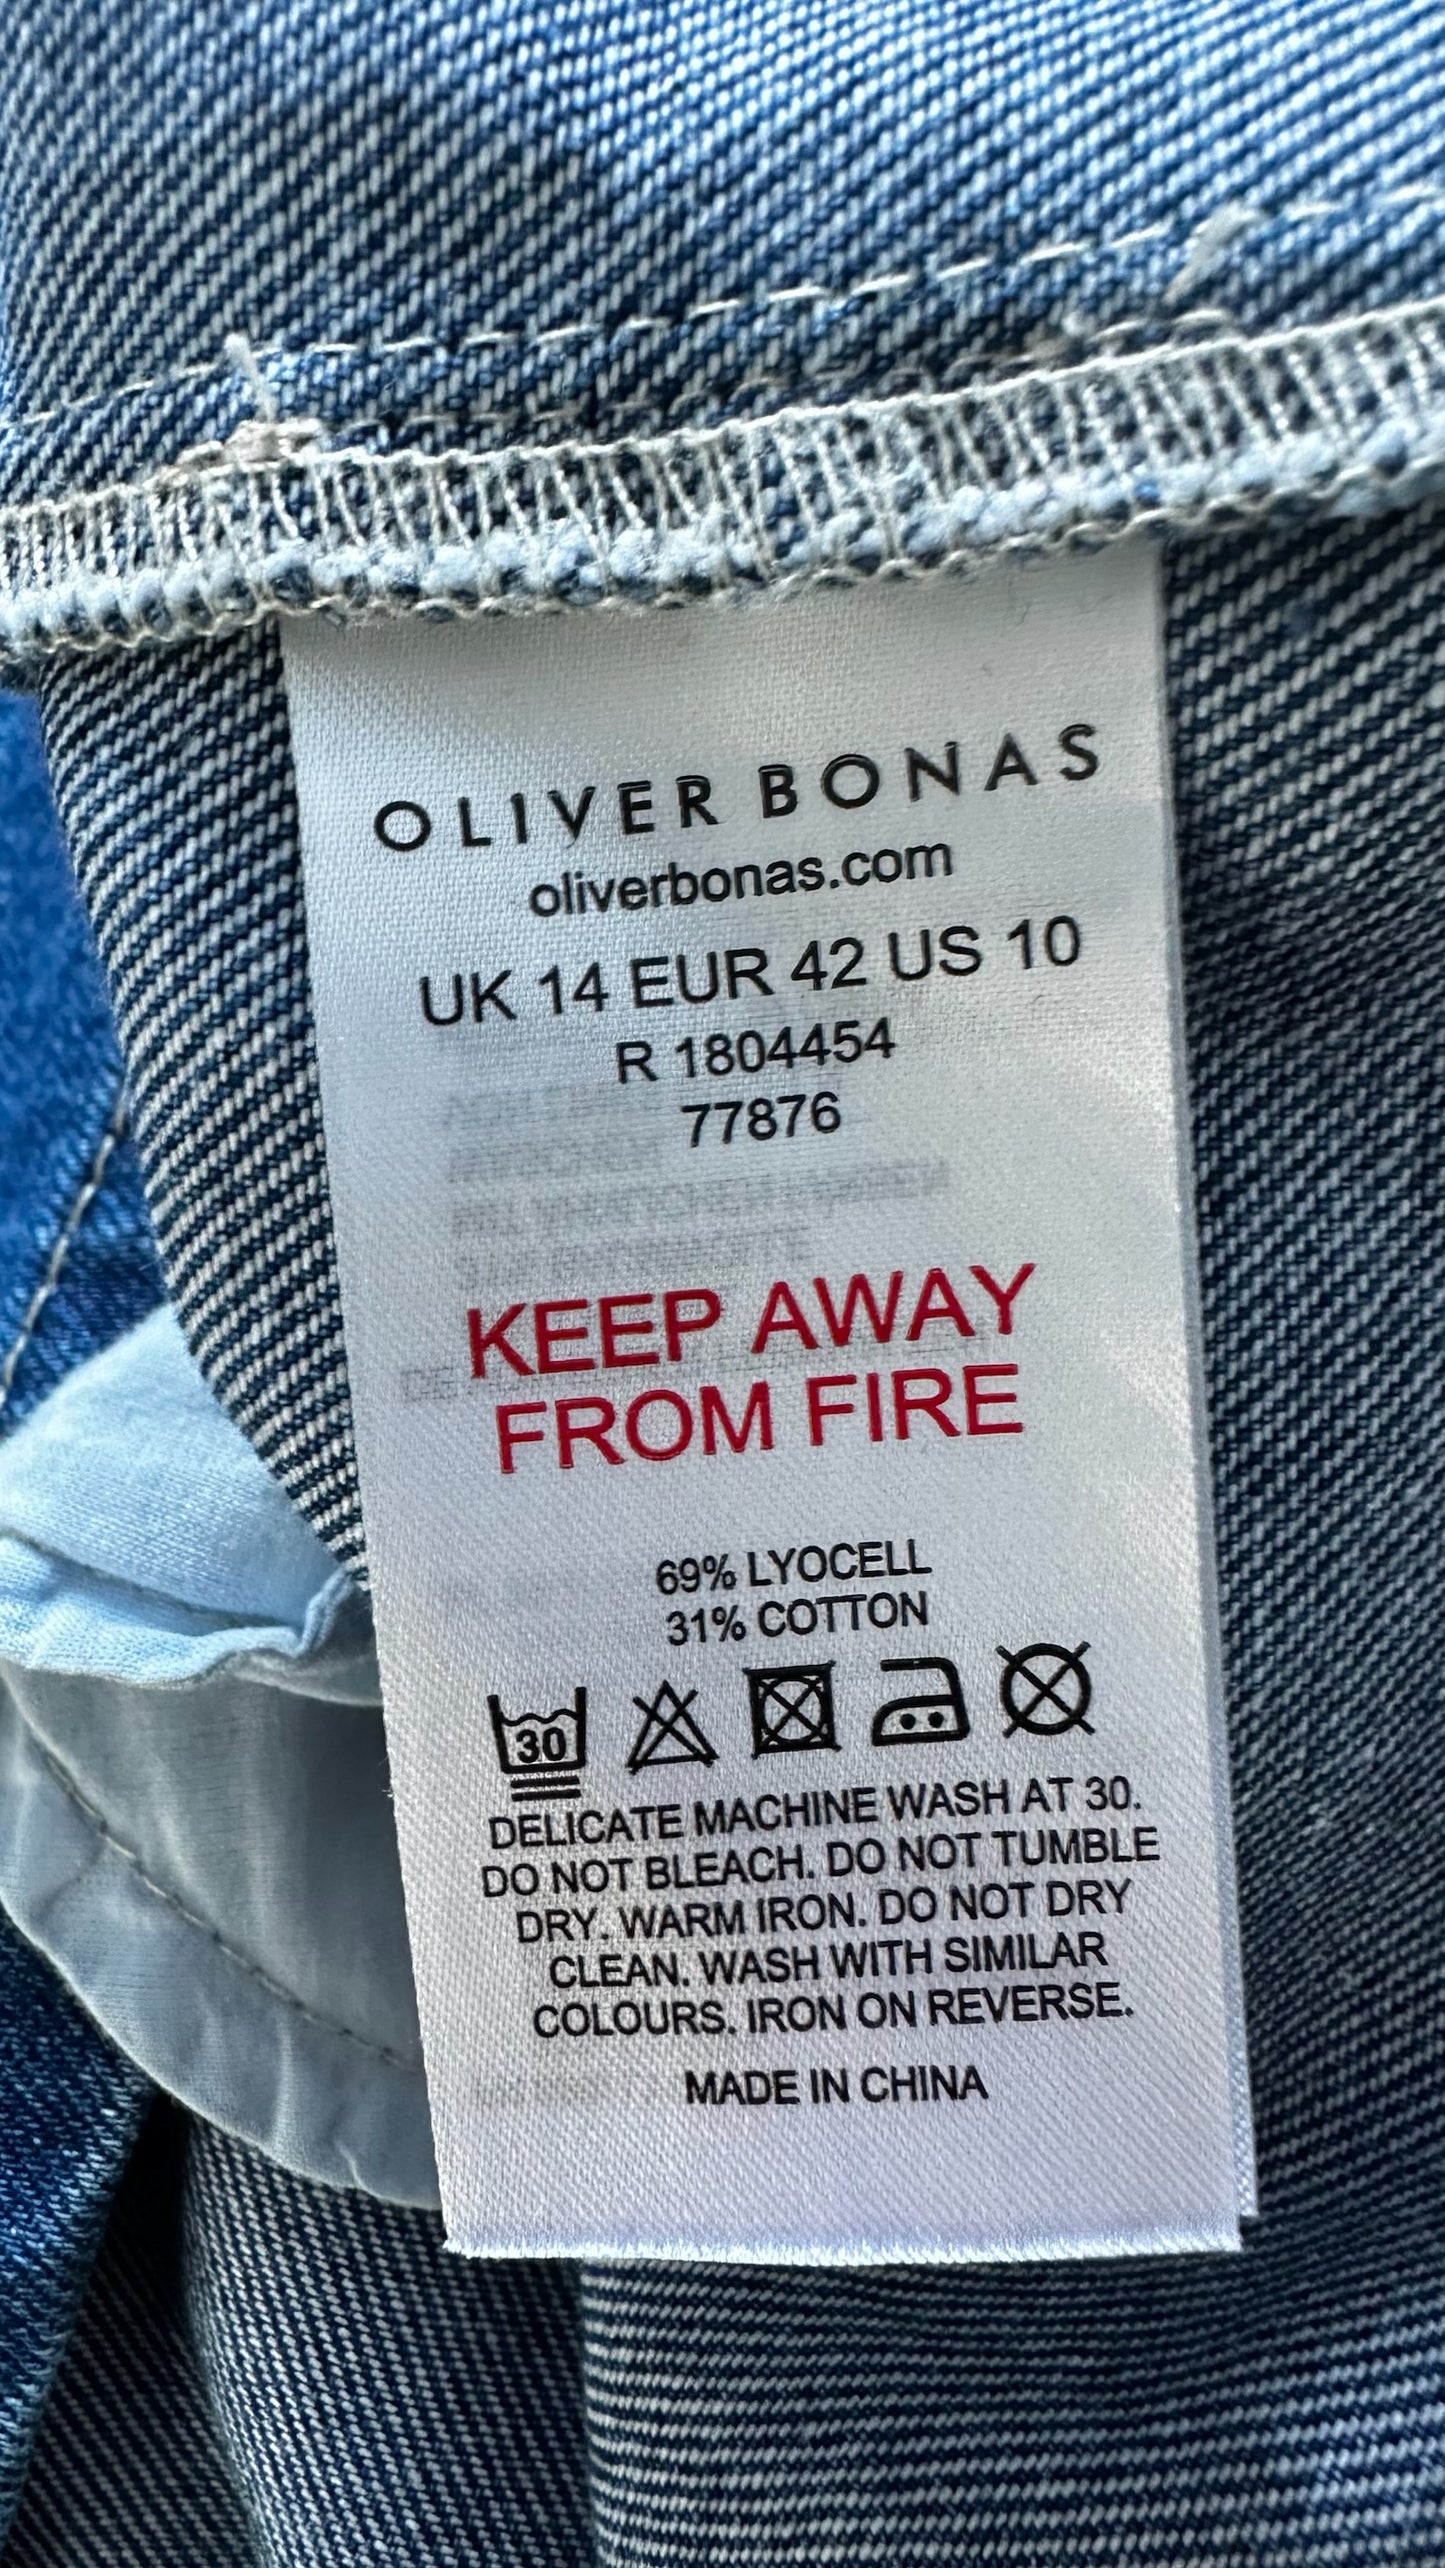 OLIVER BONAS
oliverbonas.com
UK 14 EUR 42 US 10
R 1804454
77876
KEEP AWAY
FROM FIRE
69% LYOCELL
31% COTTON
30
DELICATE MACHINE WASH AT 30.
DO NOT BLEACH. DO NOT TUMBLE
DRY. WARM IRON. DO NOT DRY
CLEAN. WASH WITH SIMILAR
COLOURS. IRON ON REVERSE.
MADE IN CHINA